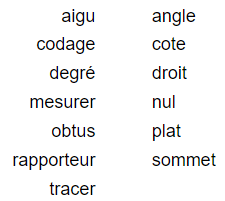 aigu angle
codage cote
degré droit
mesurer nul
obtus plat
rapporteur sommet
tracer